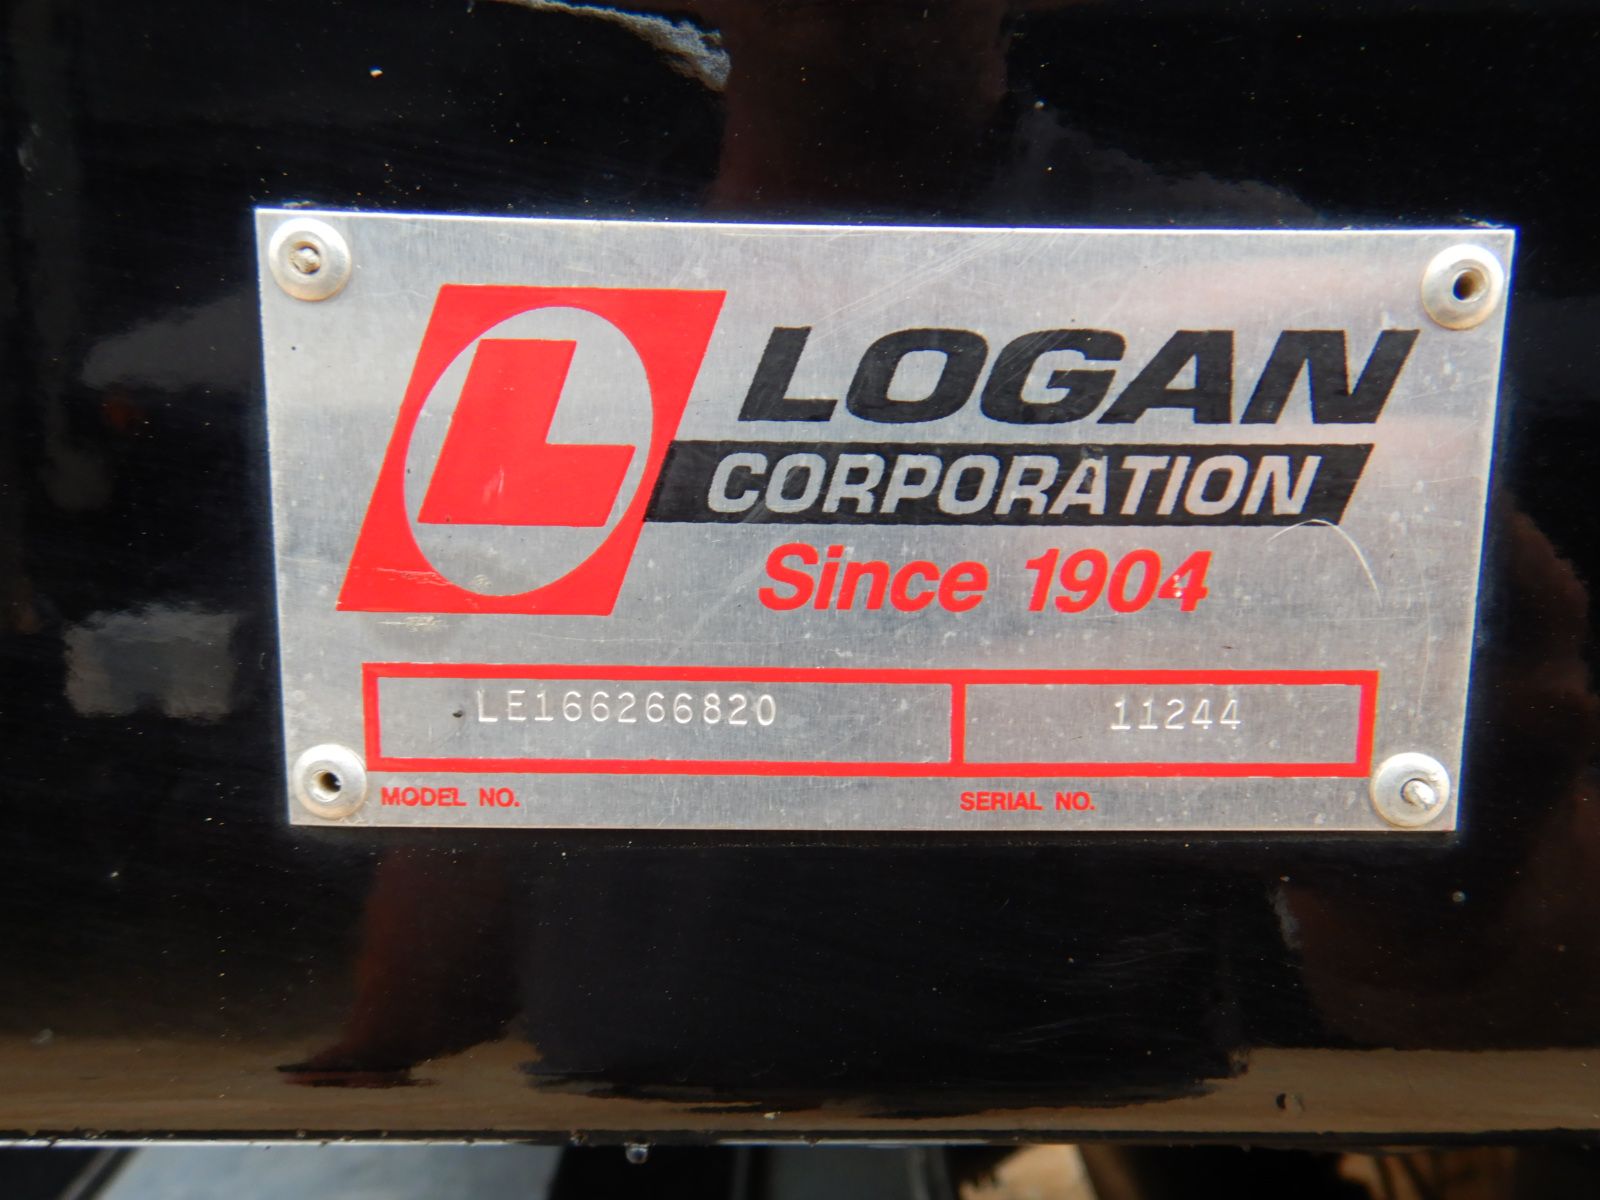 L
LOGAN
CORPORATION
Since 1904
LE166266820 11244
MODEL NO. SERIAL NO.